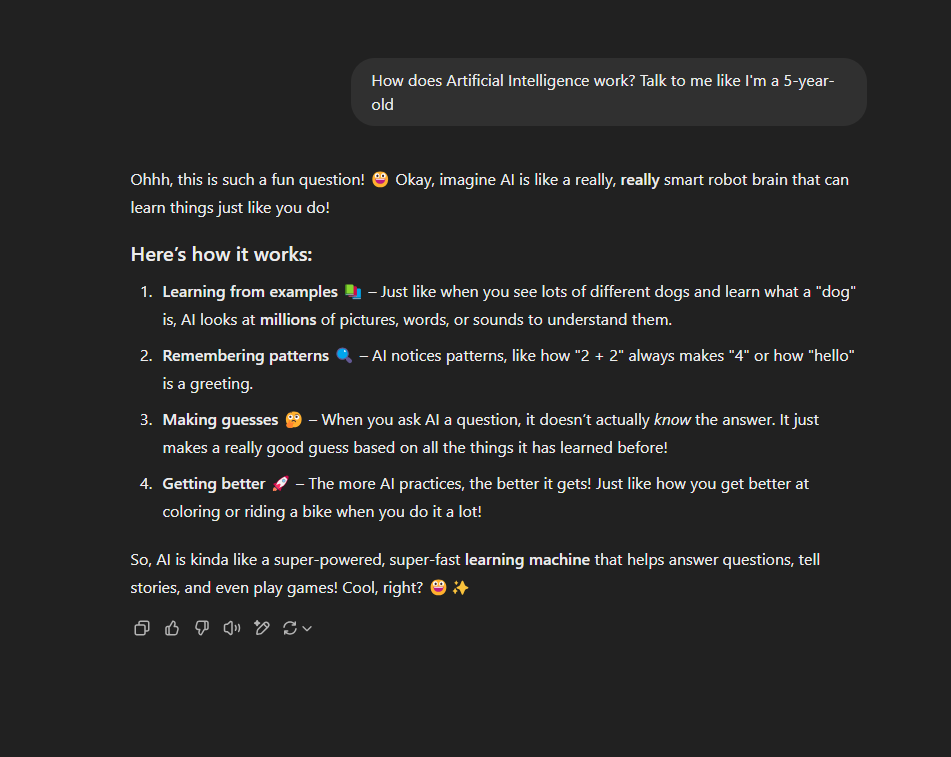 How does Artificial Intelligence work? Talk to me like I'm a 5-year-
old
Ohhh, this is such a fun question! 😃 Okay, imagine AI is like a really, really smart robot brain that can
learn things just like you do!
Here's how it works:
1. Learning from examples 📚 – Just like when you see lots of different dogs and learn what a "dog"
is, AI looks at millions of pictures, words, or sounds to understand them.
2. Remembering patterns 🔍 – AI notices patterns, like how "2 + 2" always makes "4" or how "hello"
is a greeting.
3. Making guesses 🤔 – When you ask AI a question, it doesn't actually know the answer. It just
makes a really good guess based on all the things it has learned before!
4. Getting better 🚀 – The more AI practices, the better it gets! Just like how you get better at
coloring or riding a bike when you do it a lot!
So, AI is kinda like a super-powered, super-fast learning machine that helps answer questions, tell
stories, and even play games! Cool, right? 😃✨